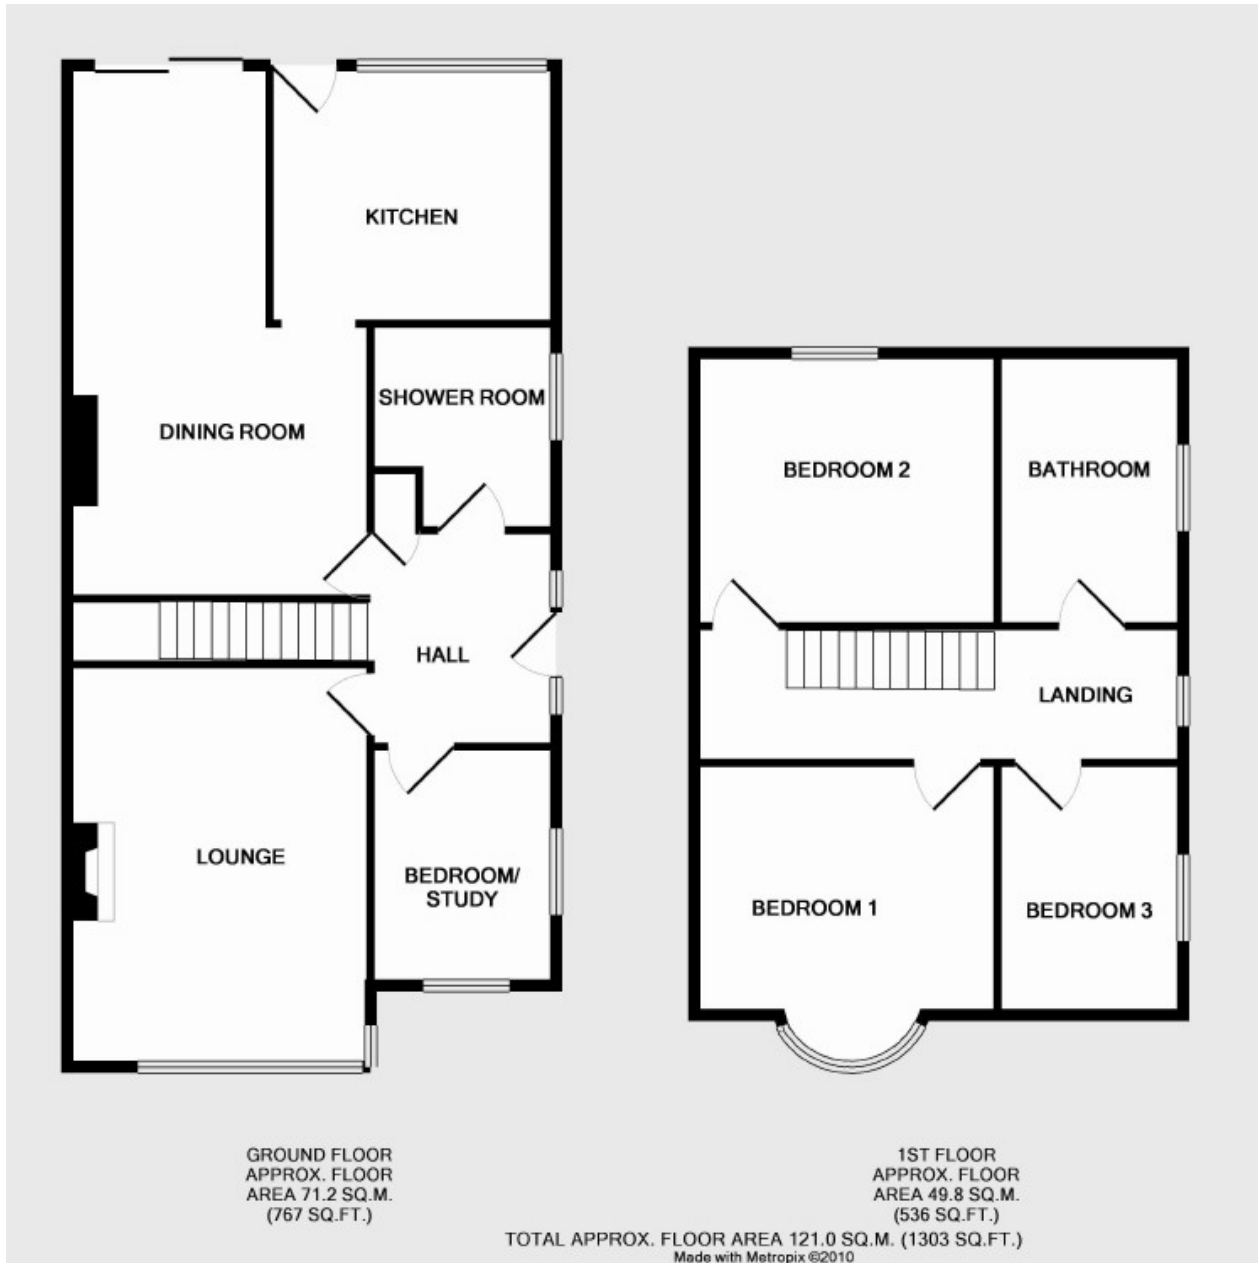 KITCHEN
SHOWER ROOM
DINING ROOM
HALL
LOUNGE
BEDROOM/
STUDY
BEDROOM 2
BATHROOM
LANDING
BEDROOM 1
BEDROOM 3
GROUND FLOOR
APPROX. FLOOR
AREA 71.2 SQ.M.
(767 SQ.FT.)
1ST FLOOR
APPROX. FLOOR
AREA 49.8 SQ.M.
(536 SQ.FT.)
TOTAL APPROX. FLOOR AREA 121.0 SQ.M. (1303 SQ.FT.)
Made with Metropix ©2010